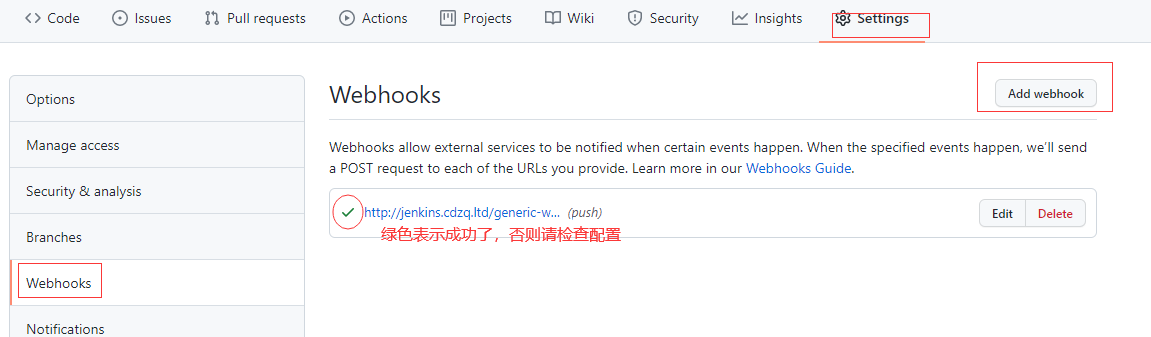 Code Issues Pull requests Actions Projects Wiki Security Insights Settings
Options
Manage access
Security & analysis
Branches
Webhooks
Notifications
Webhooks
Add webhook
Webhooks allow external services to be notified when certain events happen. When the specified events happen, we'll send
a POST request to each of the URLs you provide. Learn more in our Webhooks Guide.
http://jenkins.cdzq.ltd/generic-w... (push)
Edit Delete
绿色表示成功了，否则请检查配置